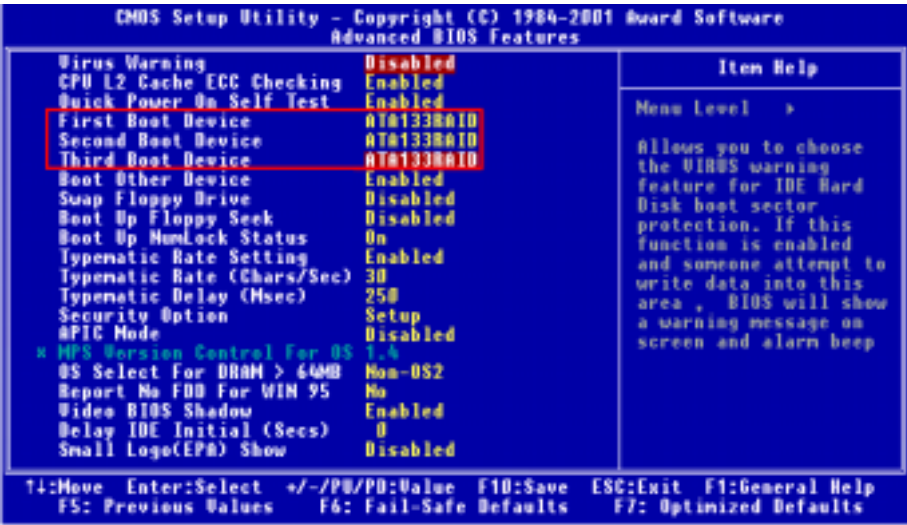 CMOS Setup Utility - Copyright (C) 1984-2001 Award Software
Advanced BIOS Features
Virus Warning Disabled
CPU L2 Cache ECC Checking Enabled
Quick Power On Self Test Enabled
First Boot Device ATA133RAID
Second Boot Device ATA133RAID
Third Boot Device ATA133RAID
Boot Other Device Enabled
Swap Floppy Drive Disabled
Boot Up Floppy Seek Disabled
Boot Up NumLock Status On
Typematic Rate Setting Enabled
Typematic Rate (Chars/Sec) 30
Typematic Delay (Msec) 250
Security Option Setup
APIC Mode Disabled
x MPS Version Control For OS 1.4
OS Select For DRAM > 64MB Non-OS2
Report No FDD For WIN 95 No
Video BIOS Shadow Enabled
Delay IDE Initial (Secs) 0
Small Logo(EPA) Show Disabled
Item Help
Menu Level ▸
Allows you to choose
the VIRUS warning
feature for IDE Hard
Disk boot sector
protection. If this
function is enabled
and someone attempt to
write data into this
area , BIOS will show
a warning message on
screen and alarm beep
↑↓:Move Enter:Select +/-/PU/PD:Value F10:Save ESC:Exit F1:General Help
F5: Previous Values F6: Fail-Safe Defaults F7: Optimized Defaults